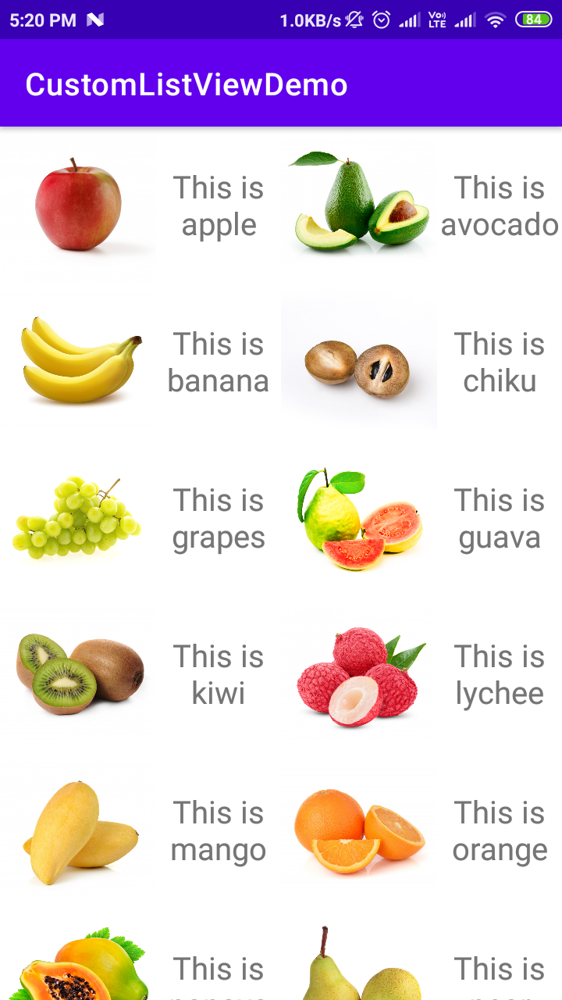 5:20 PM 1.0KB/s Vo) LTE 84
CustomListViewDemo
This is
apple
This is
avocado
This is
banana
This is
chiku
This is
grapes
This is
guava
This is
kiwi
This is
lychee
This is
mango
This is
orange
This is
This is